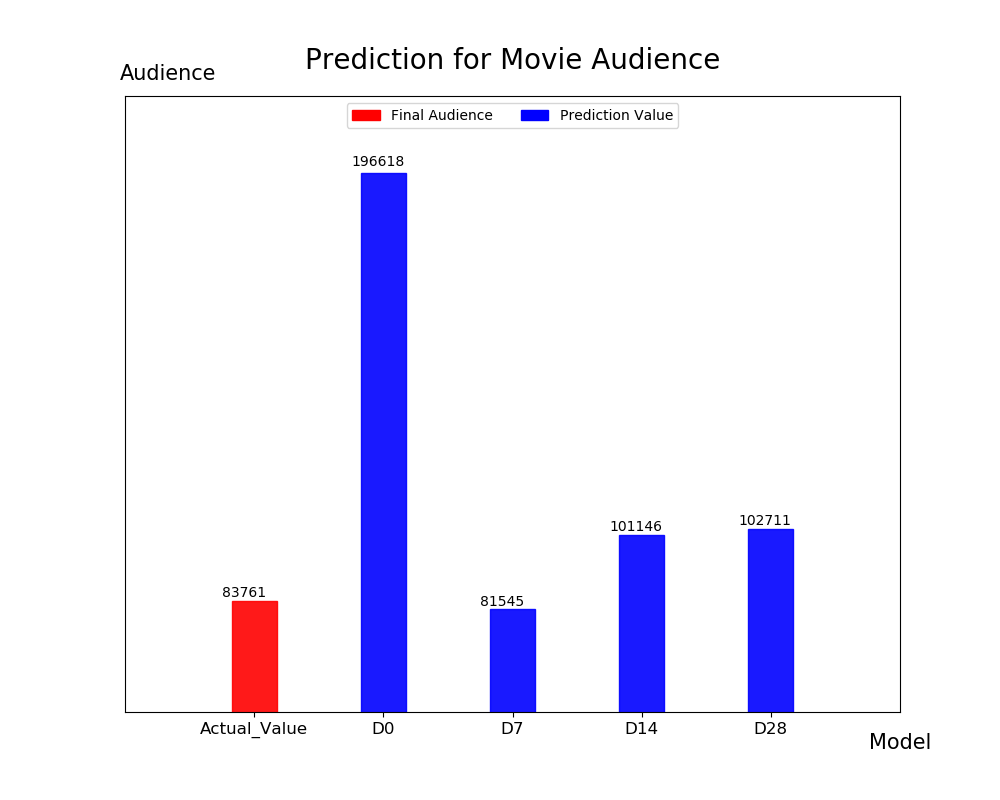 Prediction for Movie Audience
Audience
Final Audience
Prediction Value
196618
102711
101146
83761
81545
Actual_Value
D0
D7
D14
D28
Model